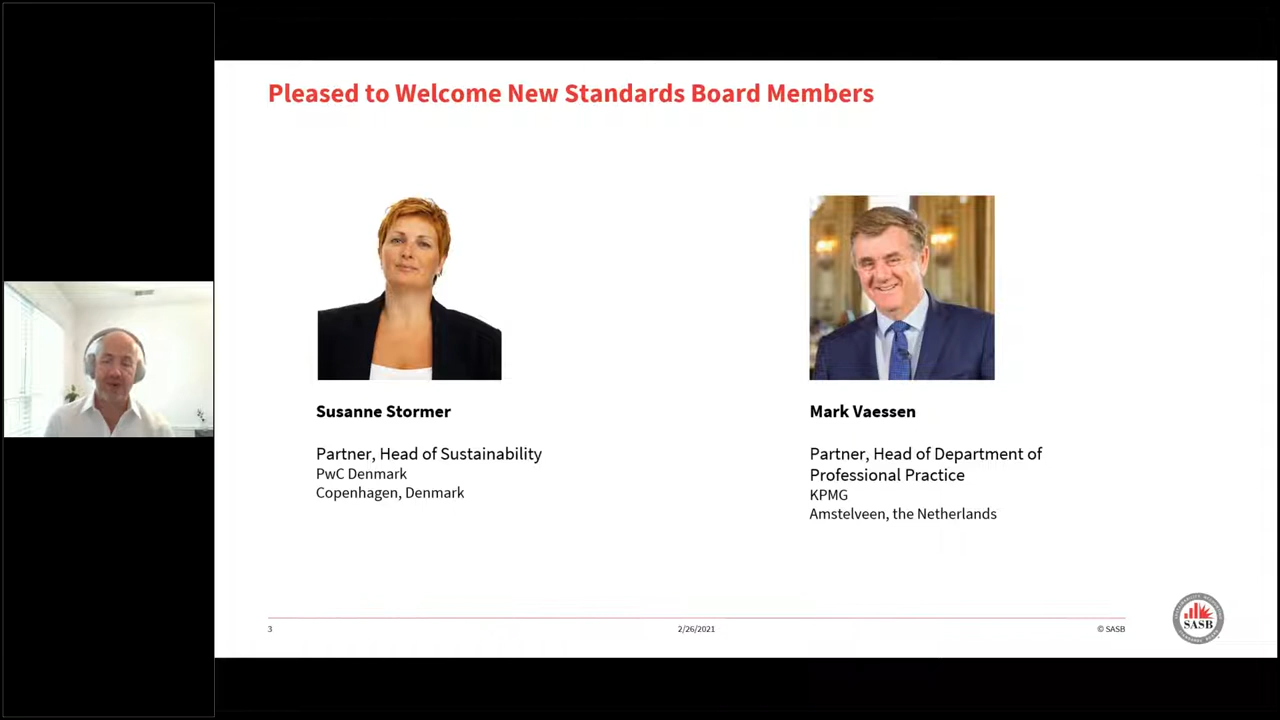 Pleased to Welcome New Standards Board Members
Susanne Stormer
Partner, Head of Sustainability
PwC Denmark
Copenhagen, Denmark
Mark Vaessen
Partner, Head of Department of
Professional Practice
KPMG
Amstelveen, the Netherlands
3
2/26/2021
© SASB
SASB